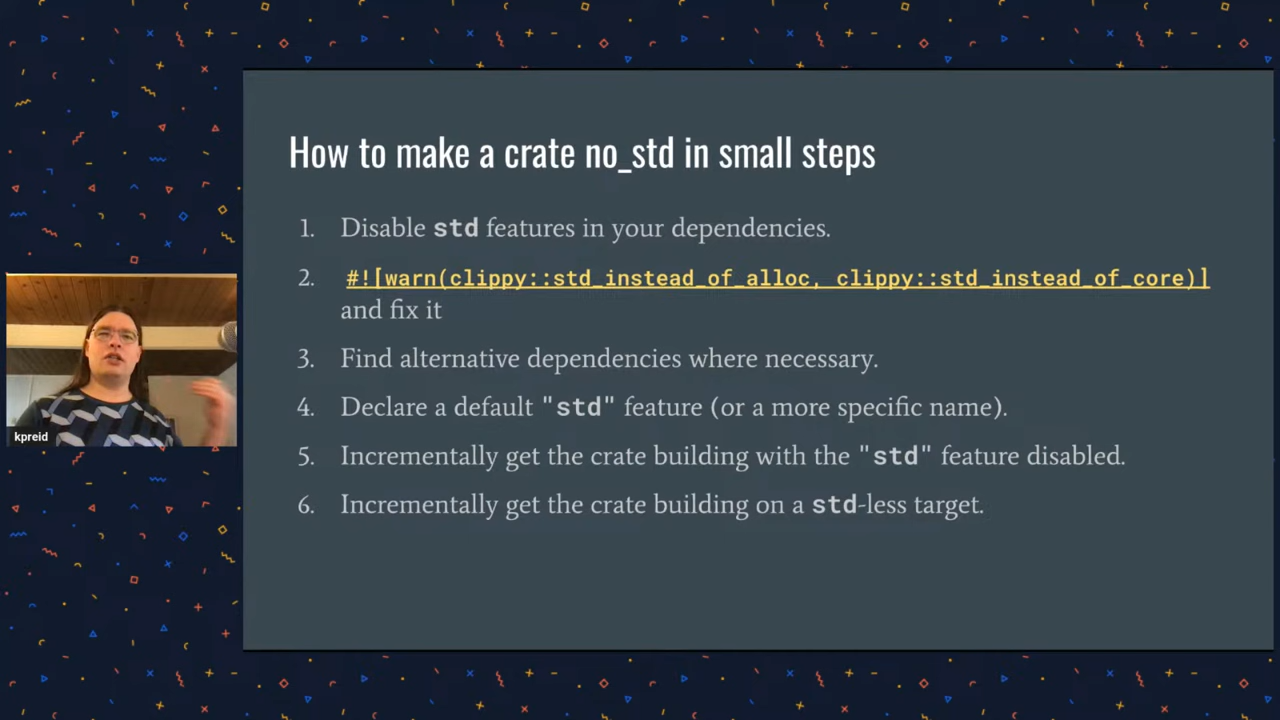 How to make a crate no_std in small steps
1. Disable std features in your dependencies.
2. #![warn(clippy::std_instead_of_alloc, clippy::std_instead_of_core)]
and fix it
3. Find alternative dependencies where necessary.
4. Declare a default "std" feature (or a more specific name).
5. Incrementally get the crate building with the "std" feature disabled.
6. Incrementally get the crate building on a std-less target.
kpreid